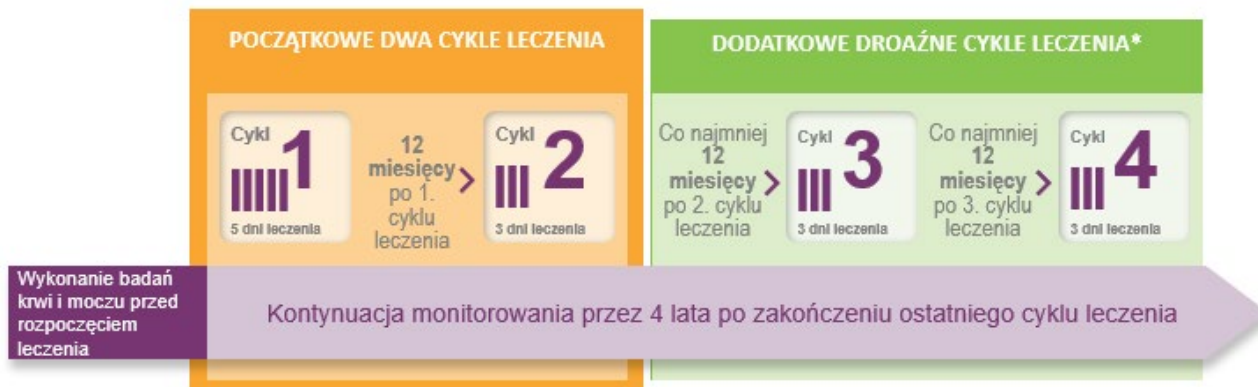 POCZĄTKOWE DWA CYKLE LECZENIA
DODATKOWE DROAŹNE CYKLE LECZENIA*
Cykl 1
5 dni leczenia
12
miesięcy
po 1.
cyklu
leczenia
Cykl 2
3 dni leczenia
Co najmniej
12
miesięcy
po 2. cyklu
leczenia
Cykl 3
3 dni leczenia
Co najmniej
12
miesięcy
po 3. cyklu
leczenia
Cykl 4
3 dni leczenia
Wykonanie badań
krwi i moczu przed
rozpoczęciem
leczenia
Kontynuacja monitorowania przez 4 lata po zakończeniu ostatniego cyklu leczenia